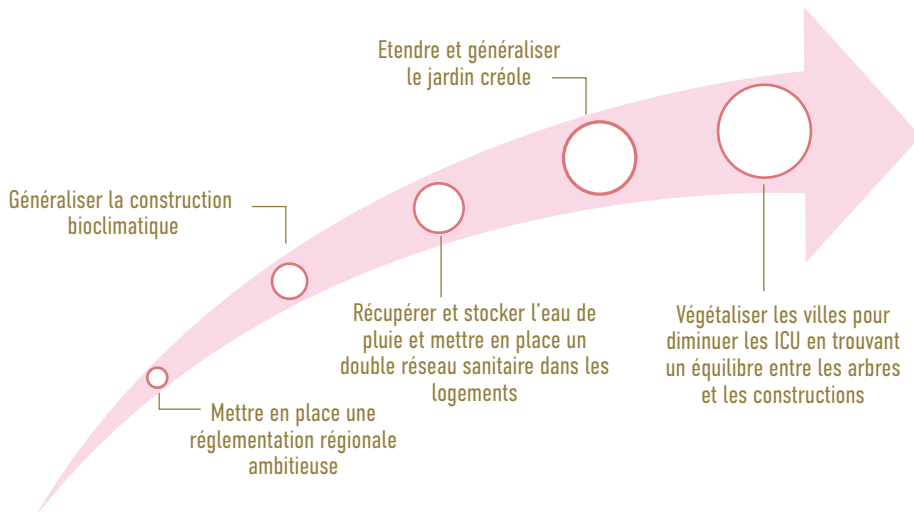 Etendre et généraliser
le jardin créole
Généraliser la construction
bioclimatique
Récupérer et stocker l'eau de
pluie et mettre en place un
double réseau sanitaire dans les
logements
Végétaliser les villes pour
diminuer les ICU en trouvant
un équilibre entre les arbres
et les constructions
Mettre en place une
réglementation régionale
ambitieuse